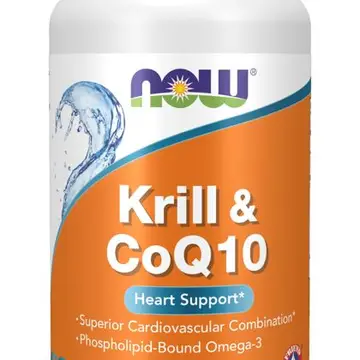 NOW
Krill &
CoQ10
Heart Support*
• Superior Cardiovascular Combination*
• Phospholipid-Bound Omega-3